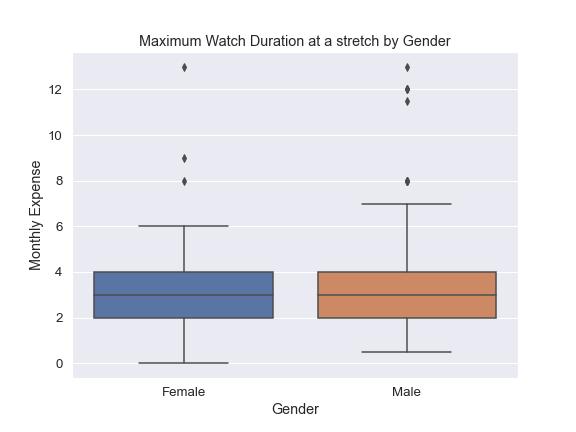 Maximum Watch Duration at a stretch by Gender
12
10
8
6
4
2
0
Monthly Expense
Female
Male
Gender